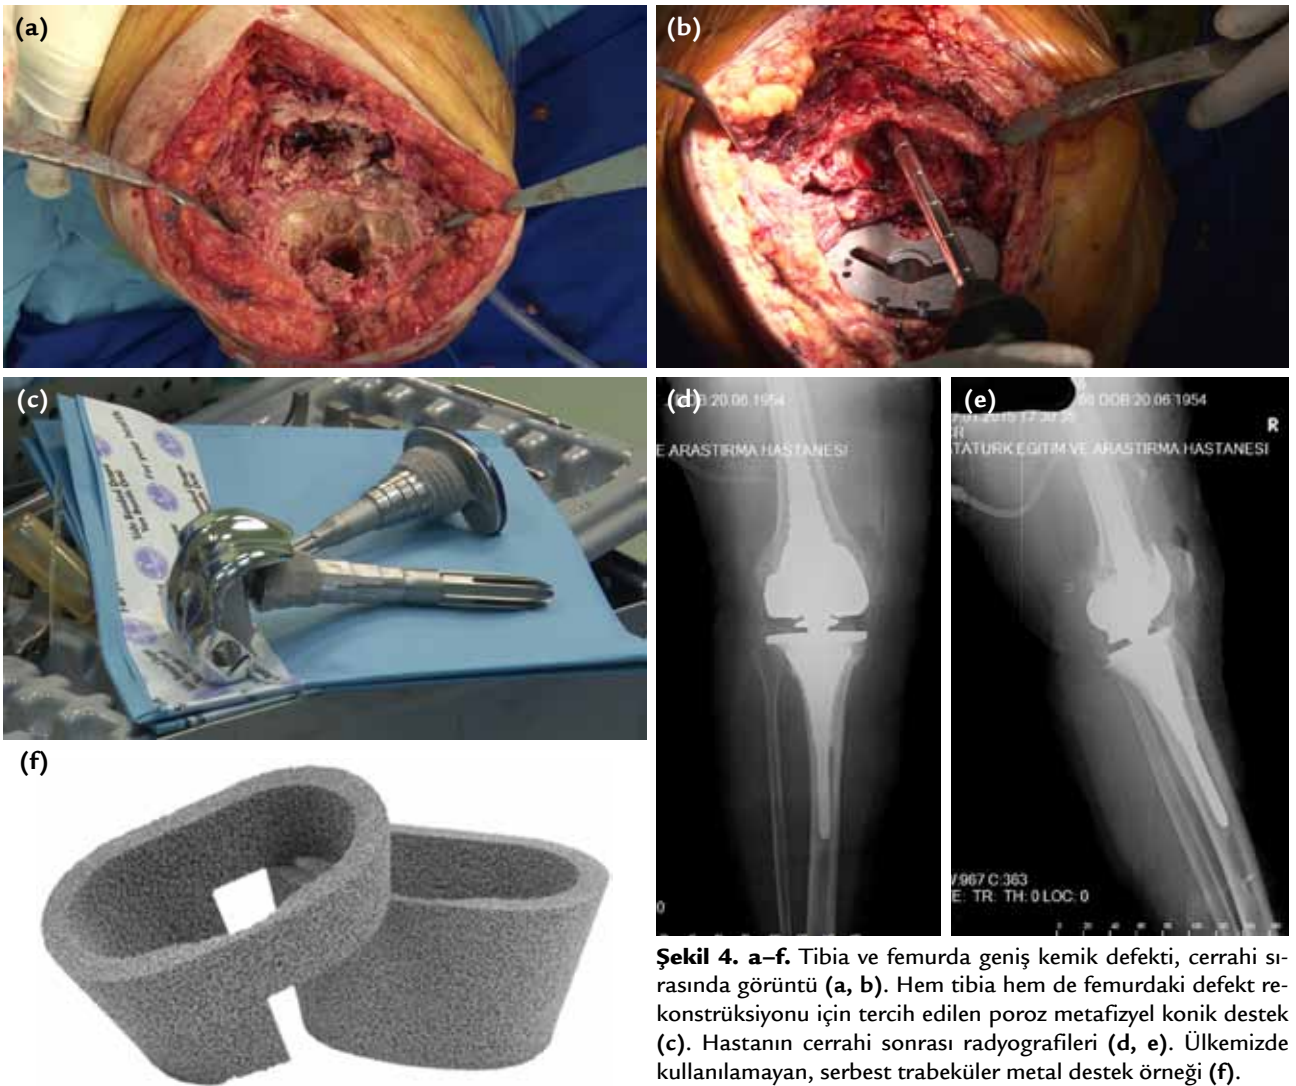 (a)
(b)
(c)
(d)
DOB:20.06.1954
E ARASTIRMA HASTANESI
(e)
DOB:20.06.1954
R
ATATURK EGITIM VE ARASTIRMA HASTANESI
W:967 C:363
E: TR: TH: 0 LOC: 0
(f)
Şekil 4. a–f. Tibia ve femurda geniş kemik defekti, cerrahi sı-
rasında görüntü (a, b). Hem tibia hem de femurdaki defekt re-
konstrüksiyonu için tercih edilen poroz metafizyel konik destek
(c). Hastanın cerrahi sonrası radyografileri (d, e). Ülkemizde
kullanılamayan, serbest trabeküler metal destek örneği (f).